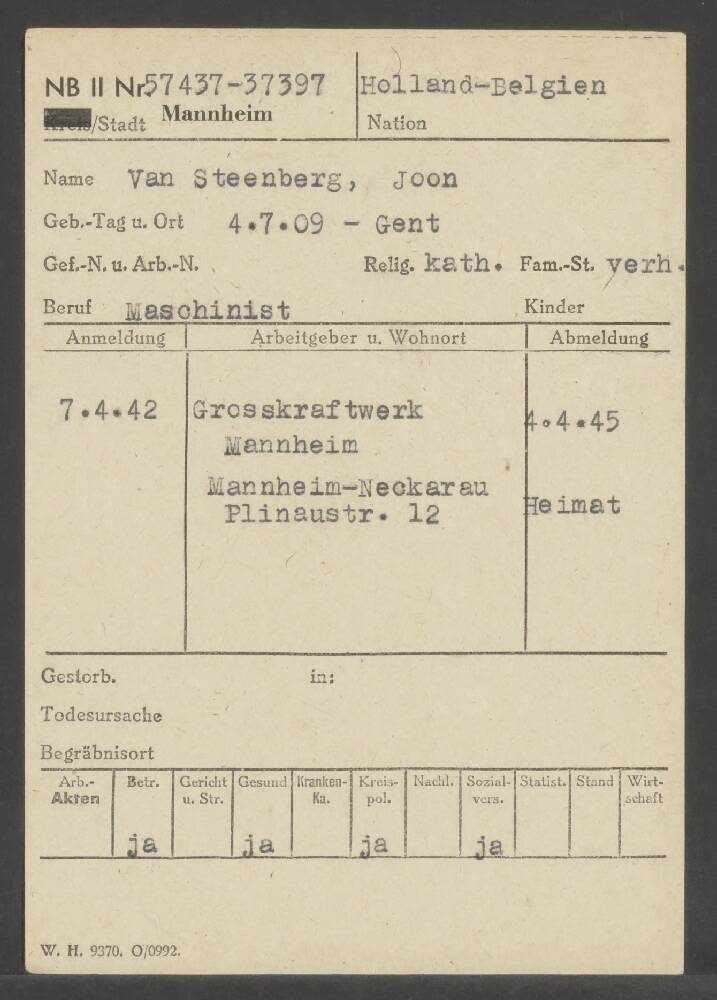 NB II Nr 57437-37397 Holland-Belgien
Kreis/Stadt Mannheim Nation
Name Van Steenberg, Joon
Geb.-Tag u. Ort 4.7.09 - Gent
Gef.-N. u. Arb.-N. Relig. kath. Fam.-St. verh.
Beruf Maschinist Kinder
Anmeldung Arbeitgeber u. Wohnort Abmeldung
7.4.42 Grosskraftwerk 4.4.45
Mannheim
Mannheim-Neckarau Heimat
Plinaustr. 12
Gestorb. in:
Todesursache
Begräbnisort
Arb.- Betr. Gericht Gesund Kranken- Kreis- Nachl. Sozial- Statist. Stand Wirt-
Akten u. Str. Ka. pol. vers. schaft
ja ja ja ja
W. H. 9370. O/0992.